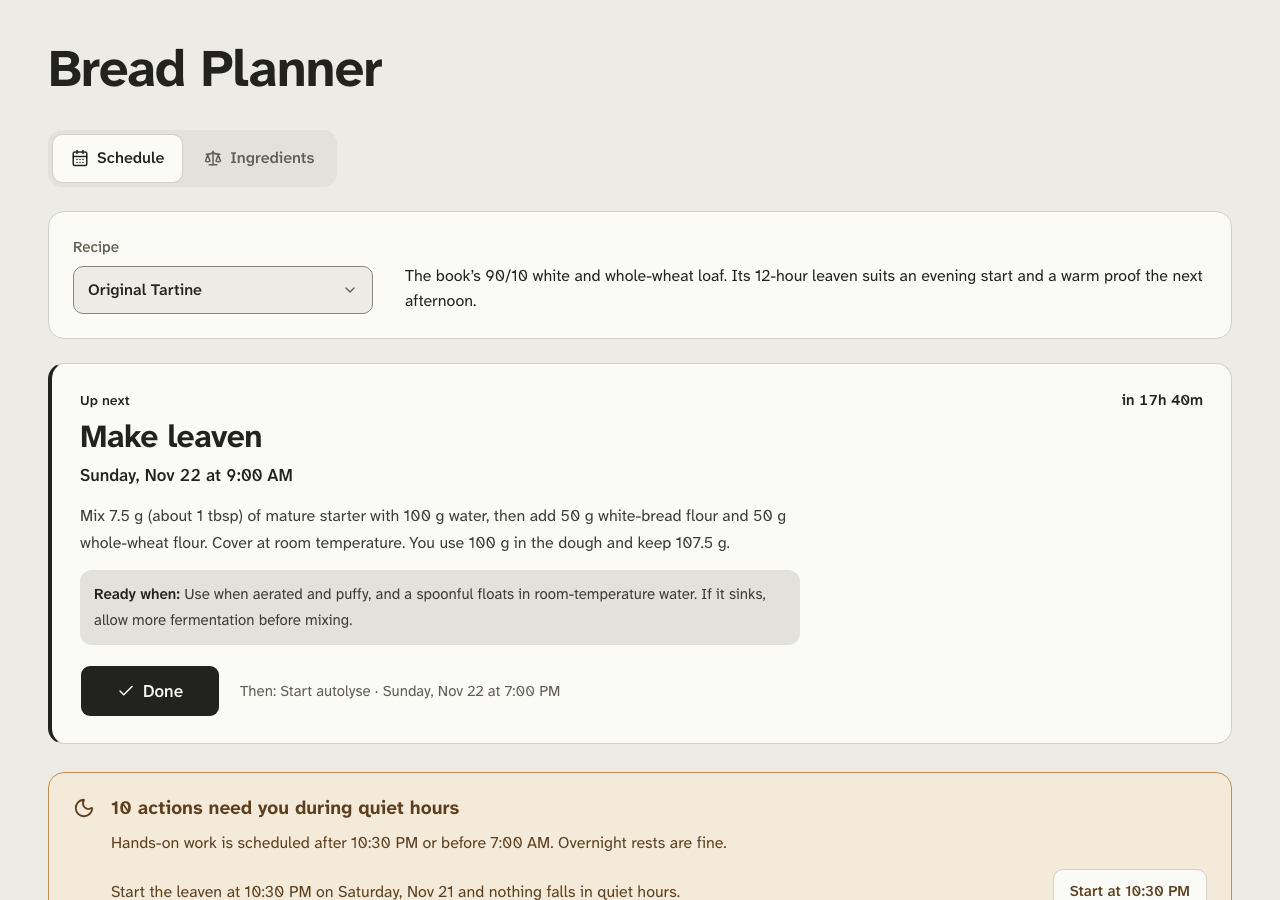 Bread Planner
Schedule
Ingredients
Recipe
Original Tartine
The book’s 90/10 white and whole-wheat loaf. Its 12-hour leaven suits an evening start and a warm proof the next
afternoon.
Up next
in 17h 40m
Make leaven
Sunday, Nov 22 at 9:00 AM
Mix 7.5 g (about 1 tbsp) of mature starter with 100 g water, then add 50 g white-bread flour and 50 g
whole-wheat flour. Cover at room temperature. You use 100 g in the dough and keep 107.5 g.
Ready when: Use when aerated and puffy, and a spoonful floats in room-temperature water. If it sinks,
allow more fermentation before mixing.
Done
Then: Start autolyse · Sunday, Nov 22 at 7:00 PM
10 actions need you during quiet hours
Hands-on work is scheduled after 10:30 PM or before 7:00 AM. Overnight rests are fine.
Start the leaven at 10:30 PM on Saturday, Nov 21 and nothing falls in quiet hours.
Start at 10:30 PM